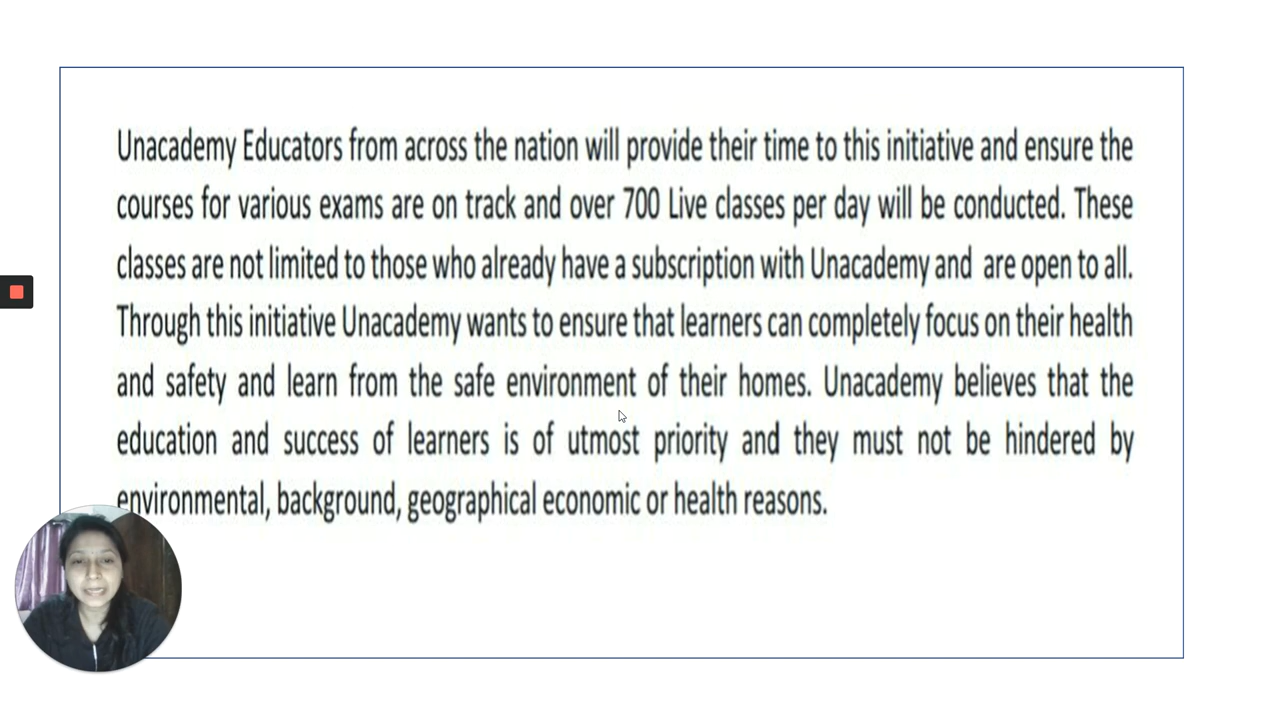 Unacademy Educators from across the nation will provide their time to this initiative and ensure the
courses for various exams are on track and over 700 Live classes per day will be conducted. These
classes are not limited to those who already have a subscription with Unacademy and are open to all.
Through this initiative Unacademy wants to ensure that learners can completely focus on their health
and safety and learn from the safe environment of their homes. Unacademy believes that the
education and success of learners is of utmost priority and they must not be hindered by
environmental, background, geographical economic or health reasons.